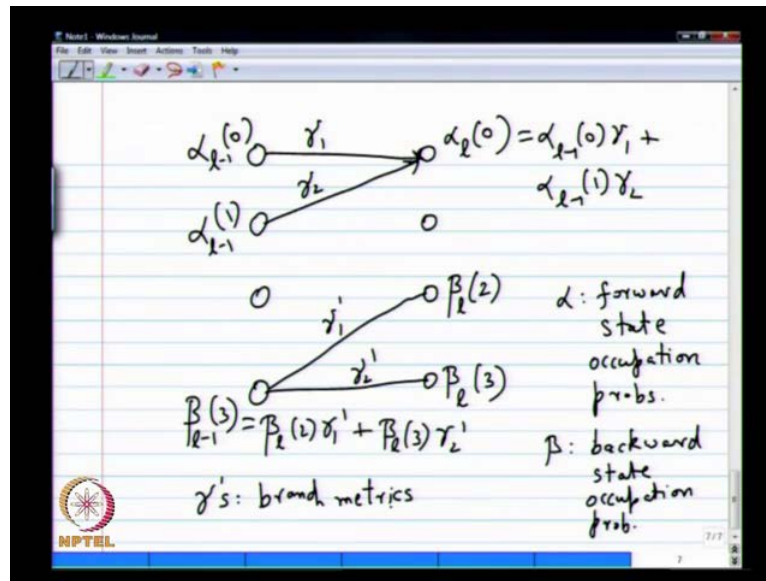 Note1 - Windows Journal
File Edit View Insert Actions Tools Help
α_{l-1}(0) γ_1 α_l(0) = α_{l-1}(0) γ_1 +
γ_2 α_{l-1}(1) γ_2
α_{l-1}(1)
γ_1' β_l(2)
γ_2' β_l(3)
β_{l-1}(3) = β_l(2) γ_1' + β_l(3) γ_2'
γ's: branch metrics
α: forward
state
occupation
probs.
β: backward
state
occupation
prob.
NPTEL
7/7
7